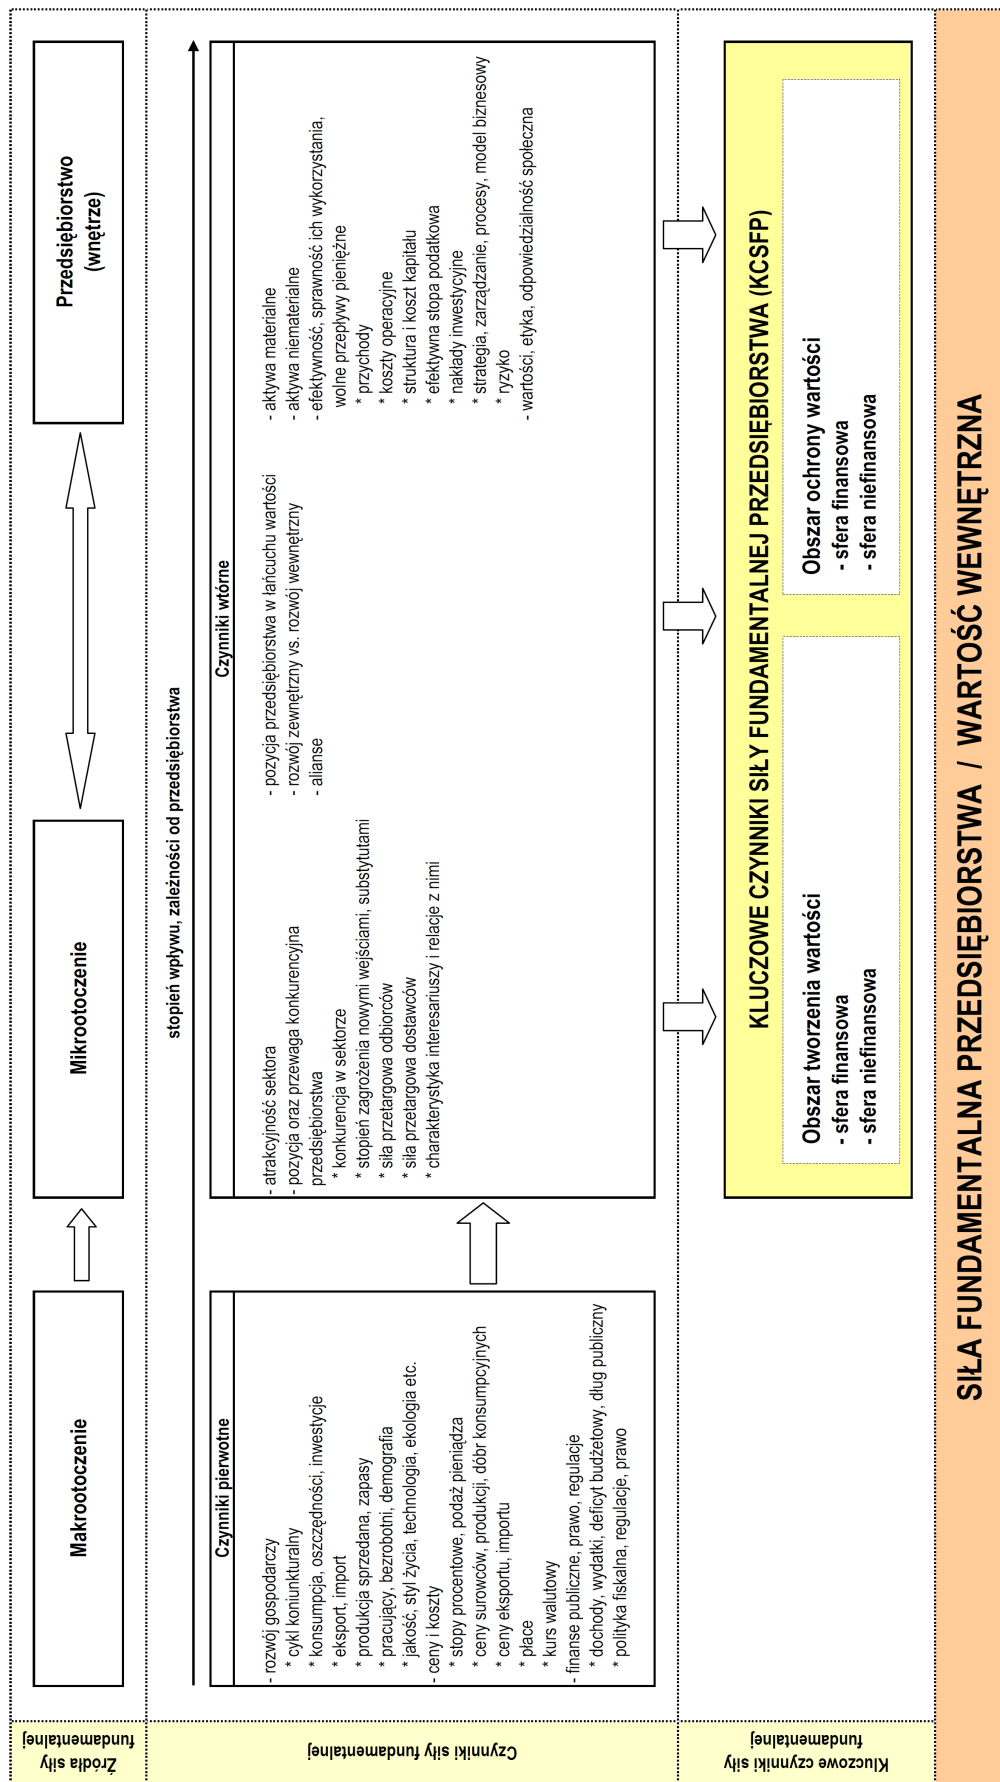 Źródła siły
fundamentalnej
Makrootoczenie
Mikrootoczenie
Przedsiębiorstwo
(wnętrze)
Czynniki siły fundamentalnej
stopień wpływu, zależności od przedsiębiorstwa
Czynniki pierwotne
- rozwój gospodarczy
* cykl koniunkturalny
* konsumpcja, oszczędności, inwestycje
* eksport, import
* produkcja sprzedana, zapasy
* pracujący, bezrobotni, demografia
* jakość, styl życia, technologia, ekologia etc.
- ceny i koszty
* stopy procentowe, podaż pieniądza
* ceny surowców, produkcji, dóbr konsumpcyjnych
* ceny eksportu, importu
* płace
* kurs walutowy
- finanse publiczne, prawo, regulacje
* dochody, wydatki, deficyt budżetowy, dług publiczny
* polityka fiskalna, regulacje, prawo
Czynniki wtórne
- atrakcyjność sektora
- pozycja oraz przewaga konkurencyjna
przedsiębiorstwa
* konkurencja w sektorze
* stopień zagrożenia nowymi wejściami, substytutami
* siła przetargowa odbiorców
* siła przetargowa dostawców
* charakterystyka interesariuszy i relacje z nimi
- pozycja przedsiębiorstwa w łańcuchu wartości
- rozwój zewnętrzny vs. rozwój wewnętrzny
- alianse
- aktywa materialne
- aktywa niematerialne
- efektywność, sprawność ich wykorzystania,
wolne przepływy pieniężne
* przychody
* koszty operacyjne
* struktura i koszt kapitału
* efektywna stopa podatkowa
* nakłady inwestycyjne
* strategia, zarządzanie, procesy, model biznesowy
* ryzyko
- wartości, etyka, odpowiedzialność społeczna
Kluczowe czynniki siły
fundamentalnej
KLUCZOWE CZYNNIKI SIŁY FUNDAMENTALNEJ PRZEDSIĘBIORSTWA (KCSFP)
Obszar tworzenia wartości
- sfera finansowa
- sfera niefinansowa
Obszar ochrony wartości
- sfera finansowa
- sfera niefinansowa
SIŁA FUNDAMENTALNA PRZEDSIĘBIORSTWA / WARTOŚĆ WEWNĘTRZNA